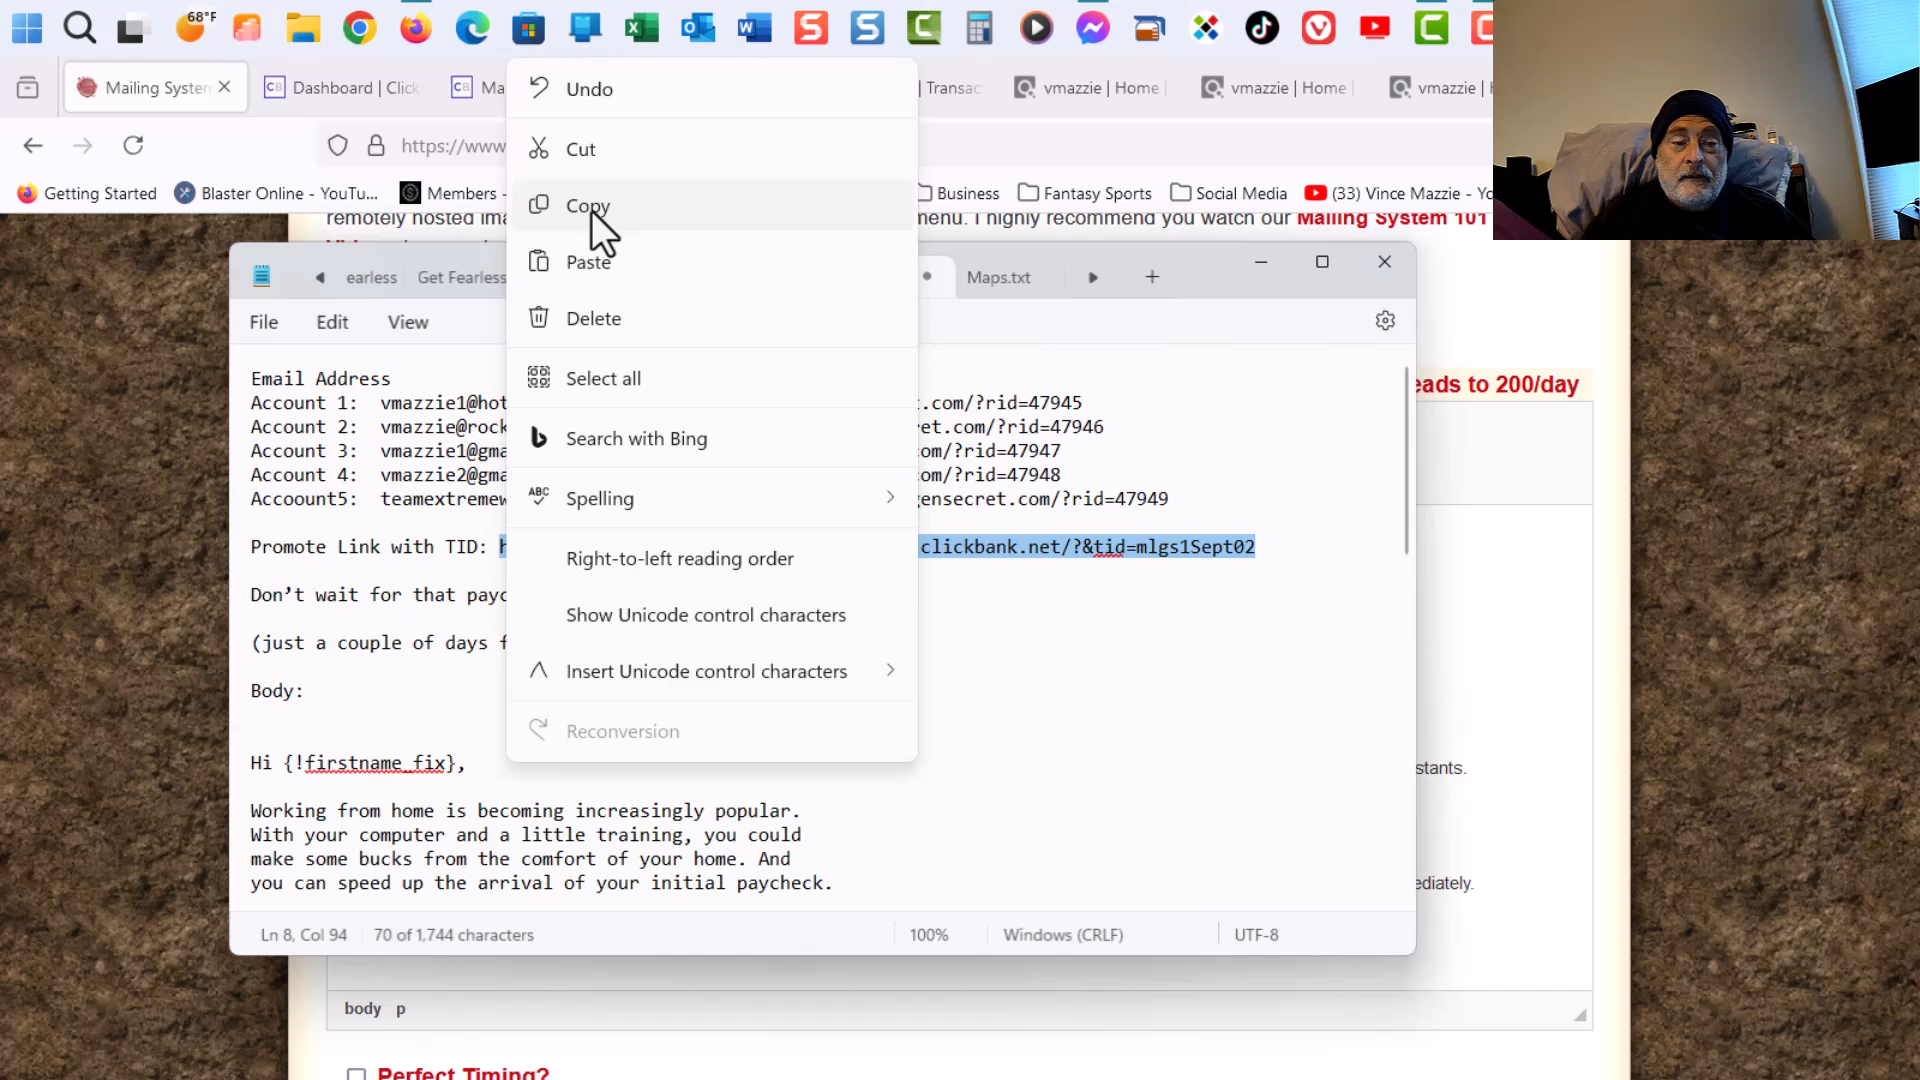 68°F
Mailing System
Dashboard | Click
Ma
| Transac
vmazzie | Home |
vmazzie | Home |
vmazzie | H
https://www
Getting Started
Blaster Online - YouTu...
Members -
Business
Fantasy Sports
Social Media
(33) Vince Mazzie - Yo
enu. I highly recommend you watch our Mailing System 101
earless
Get Fearless
Maps.txt
File
Edit
View
eads to 200/day
Undo
Cut
Copy
Paste
Delete
Select all
Search with Bing
Spelling
Right-to-left reading order
Show Unicode control characters
Insert Unicode control characters
Reconversion
Email Address
Account 1: vmazzie1@hot .com/?rid=47945
Account 2: vmazzie@rock ret.com/?rid=47946
Account 3: vmazzie1@gma om/?rid=47947
Account 4: vmazzie2@gma com/?rid=47948
Accoount5: teamextremew gensecret.com/?rid=47949
Promote Link with TID: h clickbank.net/?&tid=mlgs1Sept02
Don't wait for that payc
(just a couple of days f
Body:
Hi {!firstname_fix},
Working from home is becoming increasingly popular.
With your computer and a little training, you could
make some bucks from the comfort of your home. And
you can speed up the arrival of your initial paycheck.
stants.
ediately.
Ln 8, Col 94
70 of 1,744 characters
100%
Windows (CRLF)
UTF-8
body p
Perfect Timing?